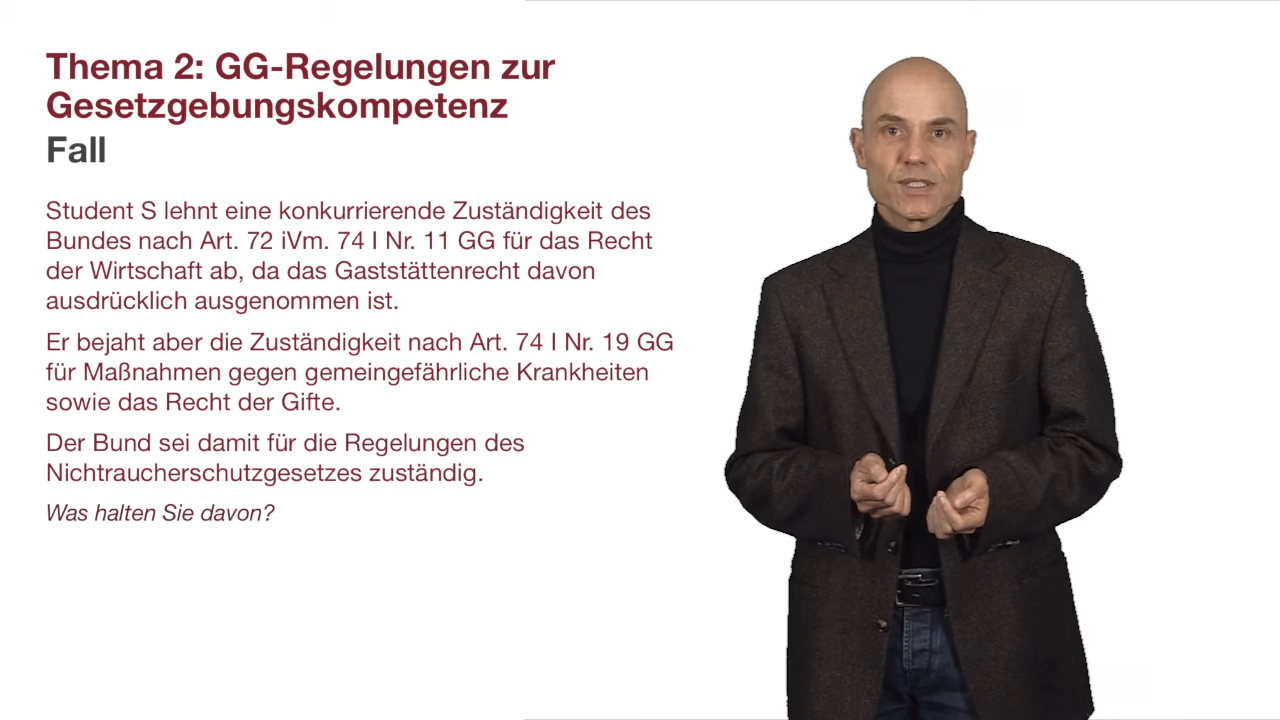 Thema 2: GG-Regelungen zur
Gesetzgebungskompetenz
Fall
Student S lehnt eine konkurrierende Zuständigkeit des
Bundes nach Art. 72 iVm. 74 I Nr. 11 GG für das Recht
der Wirtschaft ab, da das Gaststättenrecht davon
ausdrücklich ausgenommen ist.
Er bejaht aber die Zuständigkeit nach Art. 74 I Nr. 19 GG
für Maßnahmen gegen gemeingefährliche Krankheiten
sowie das Recht der Gifte.
Der Bund sei damit für die Regelungen des
Nichtraucherschutzgesetzes zuständig.
Was halten Sie davon?